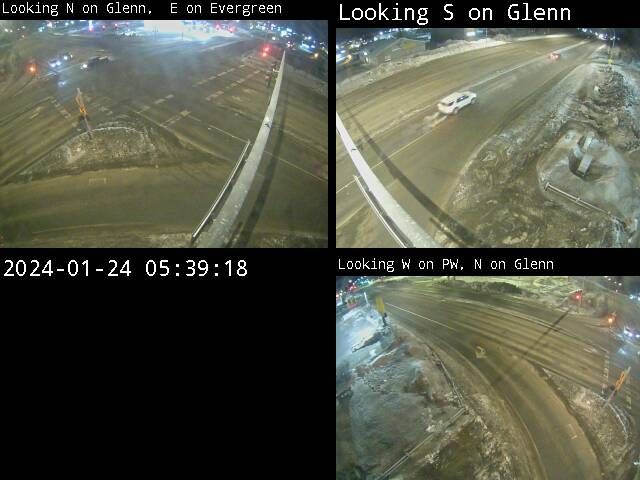 Looking N on Glenn,  E on Evergreen
Looking S on Glenn
2024-01-24 05:39:18
Looking W on PW, N on Glenn